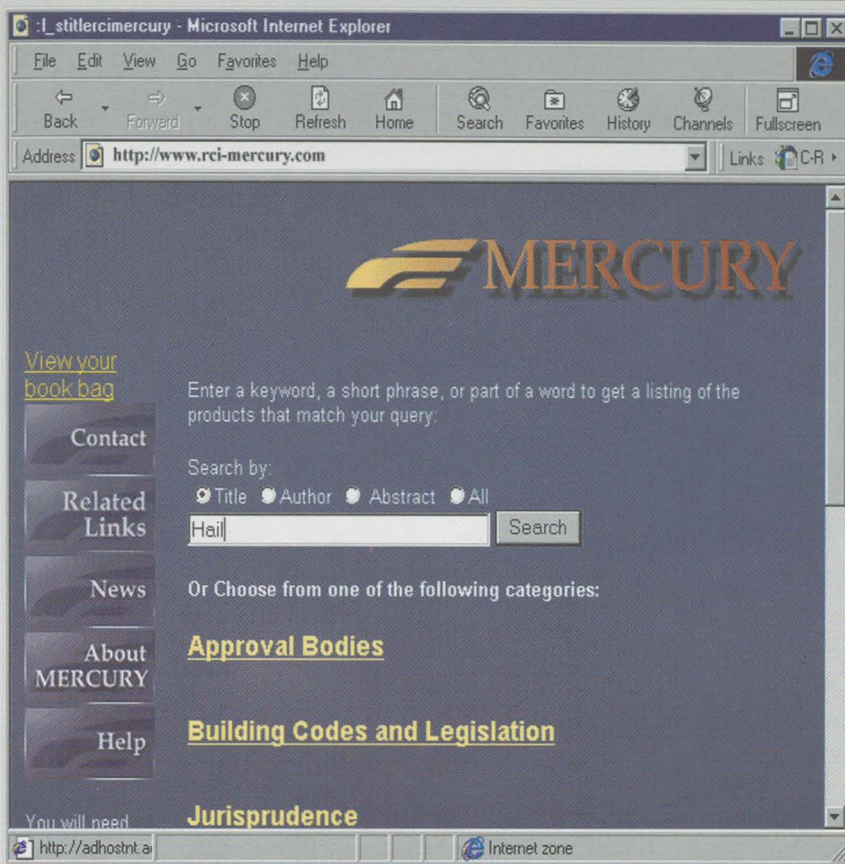 :l_stitlercimercury - Microsoft Internet Explorer
File Edit View Go Favorites Help
Back Forward Stop Refresh Home Search Favorites History Channels Fullscreen
Address http://www.rci-mercury.com Links C-R
MERCURY
View your
book bag
Enter a keyword, a short phrase, or part of a word to get a listing of the
products that match your query:
Contact
Search by:
Title Author Abstract All
Related
Links
Hail Search
News
Or Choose from one of the following categories:
About
MERCURY
Approval Bodies
Help
Building Codes and Legislation
You will need
Jurisprudence
http://adhostnt.a Internet zone